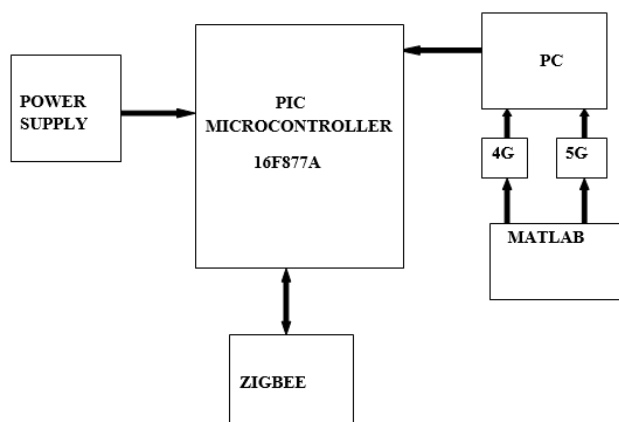 POWER
SUPPLY
PIC
MICROCONTROLLER
16F877A
PC
4G
5G
MATLAB
ZIGBEE